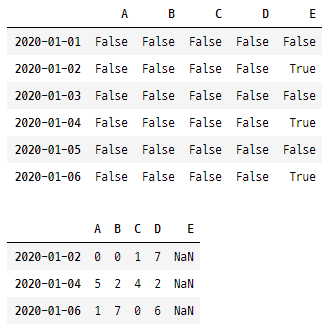 A B C D E
2020-01-01 False False False False False
2020-01-02 False False False False True
2020-01-03 False False False False False
2020-01-04 False False False False True
2020-01-05 False False False False False
2020-01-06 False False False False True
A B C D E
2020-01-02 0 0 1 7 NaN
2020-01-04 5 2 4 2 NaN
2020-01-06 1 7 0 6 NaN